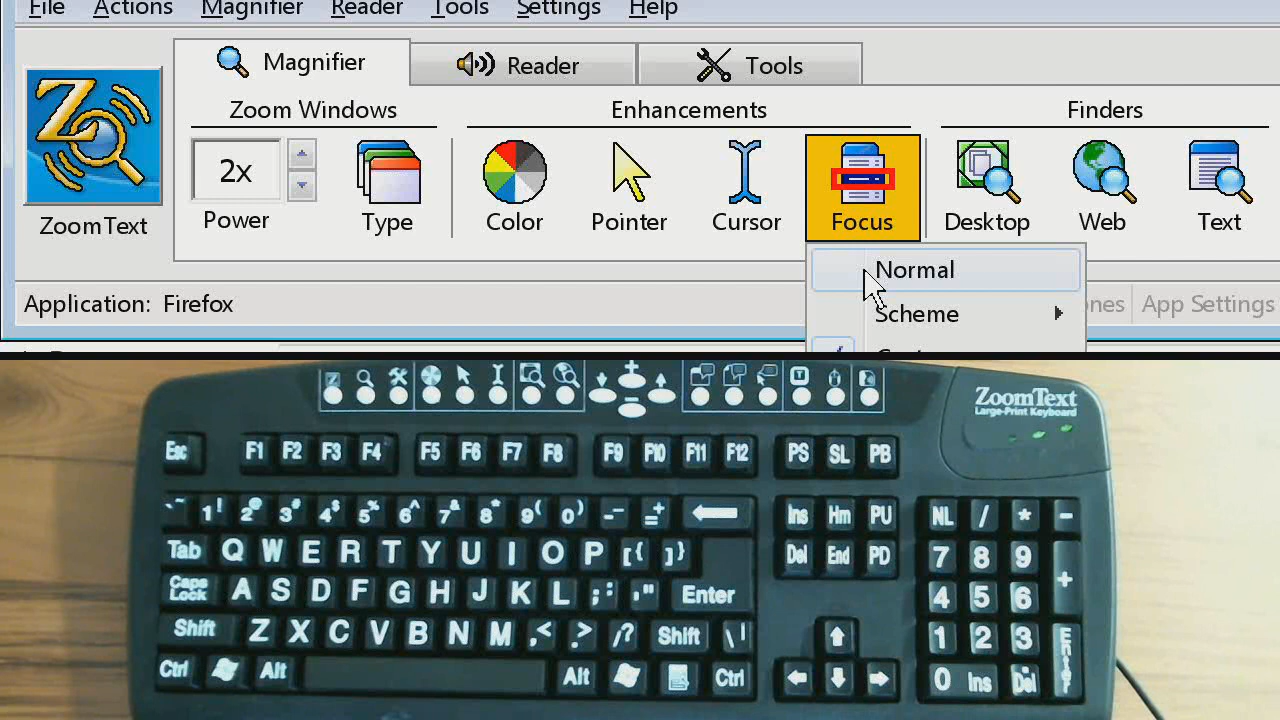 File Actions Magnifier Reader Tools Settings Help
Magnifier Reader Tools
Zoom Windows Enhancements Finders
2x
ZoomText Power Type Color Pointer Cursor Focus Desktop Web Text
Normal
Application: Firefox App Settings
Scheme
ZoomText
Large-Print Keyboard
Esc F1 F2 F3 F4 F5 F6 F7 F8 F9 F10 F11 F12 PS SL PB
`~ 1! 2@ 3# 4$ 5% 6^ 7& 8* 9( 0) -_ =+ Ins Hm PU NL / * -
Tab Q W E R T Y U I O P [{ ]} Del End PD 7 8 9 +
Caps Lock A S D F G H J K L ;: '" Enter 4 5 6
Shift Z X C V B N M ,< .> /? Shift \| 1 2 3 Enter
Ctrl Alt Alt Ctrl 0 Ins . Del